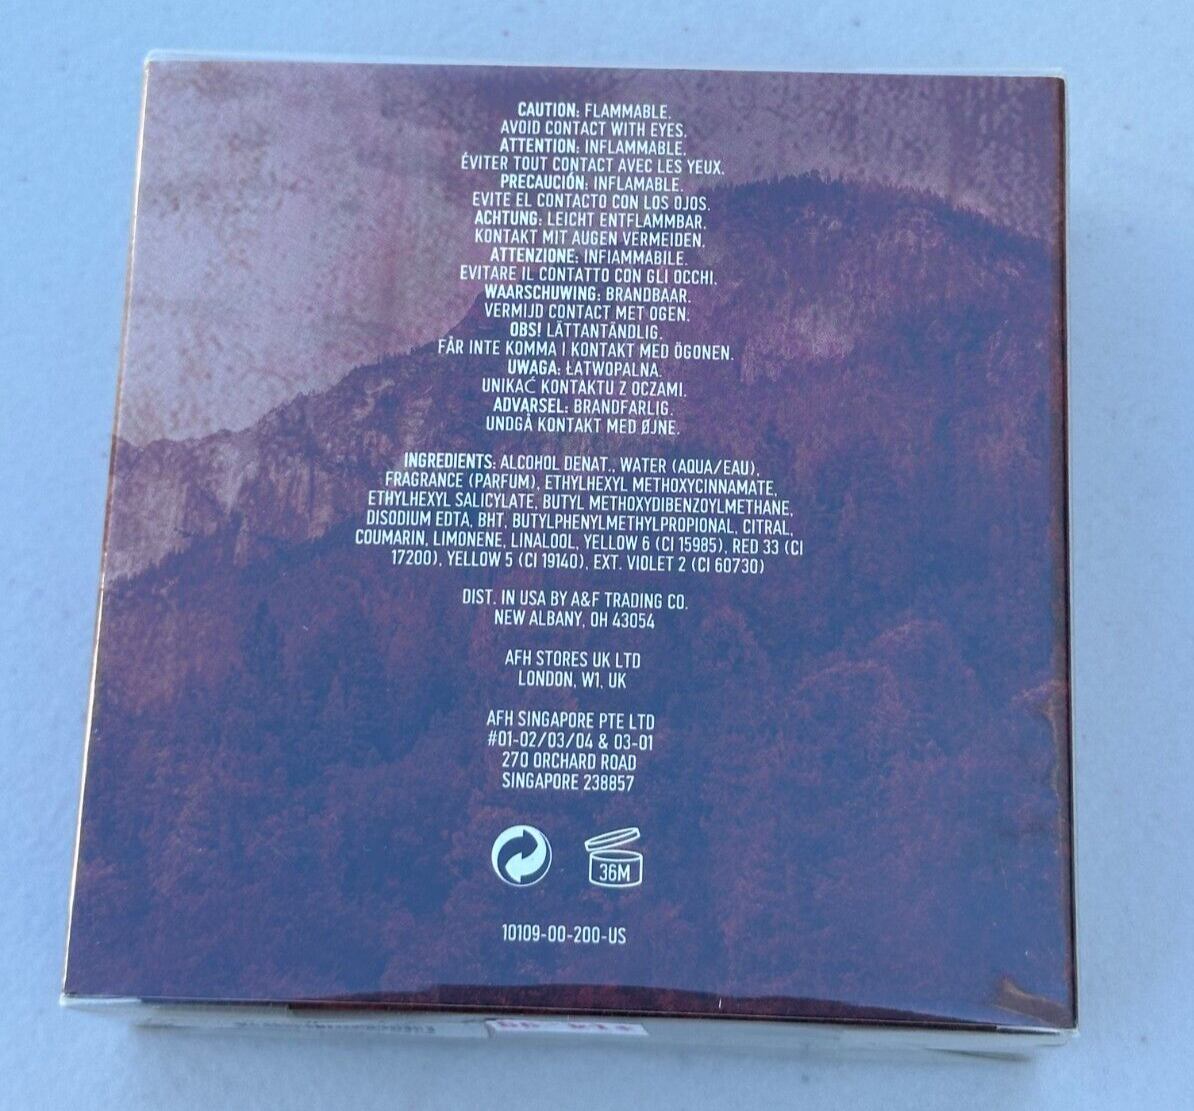 CAUTION: FLAMMABLE.
AVOID CONTACT WITH EYES.
ATTENTION: INFLAMMABLE.
ÉVITER TOUT CONTACT AVEC LES YEUX.
PRECAUCIÓN: INFLAMABLE.
EVITE EL CONTACTO CON LOS OJOS.
ACHTUNG: LEICHT ENTFLAMMBAR.
KONTAKT MIT AUGEN VERMEIDEN.
ATTENZIONE: INFIAMMABILE.
EVITARE IL CONTATTO CON GLI OCCHI.
WAARSCHUWING: BRANDBAAR.
VERMIJD CONTACT MET OGEN.
OBS! LÄTTANTÄNDLIG.
FÅR INTE KOMMA I KONTAKT MED ÖGONEN.
UWAGA: ŁATWOPALNA.
UNIKAĆ KONTAKTU Z OCZAMI.
ADVARSEL: BRANDFARLIG.
UNDGÅ KONTAKT MED ØJNE.
INGREDIENTS: ALCOHOL DENAT., WATER (AQUA/EAU),
FRAGRANCE (PARFUM), ETHYLHEXYL METHOXYCINNAMATE,
ETHYLHEXYL SALICYLATE, BUTYL METHOXYDIBENZOYLMETHANE,
DISODIUM EDTA, BHT, BUTYLPHENYLMETHYLPROPIONAL, CITRAL,
COUMARIN, LIMONENE, LINALOOL, YELLOW 6 (CI 15985), RED 33 (CI
17200), YELLOW 5 (CI 19140), EXT. VIOLET 2 (CI 60730)
DIST. IN USA BY A&F TRADING CO.
NEW ALBANY, OH 43054
AFH STORES UK LTD
LONDON, W1, UK
AFH SINGAPORE PTE LTD
#01-02/03/04 & 03-01
270 ORCHARD ROAD
SINGAPORE 238857
36M
10109-00-200-US